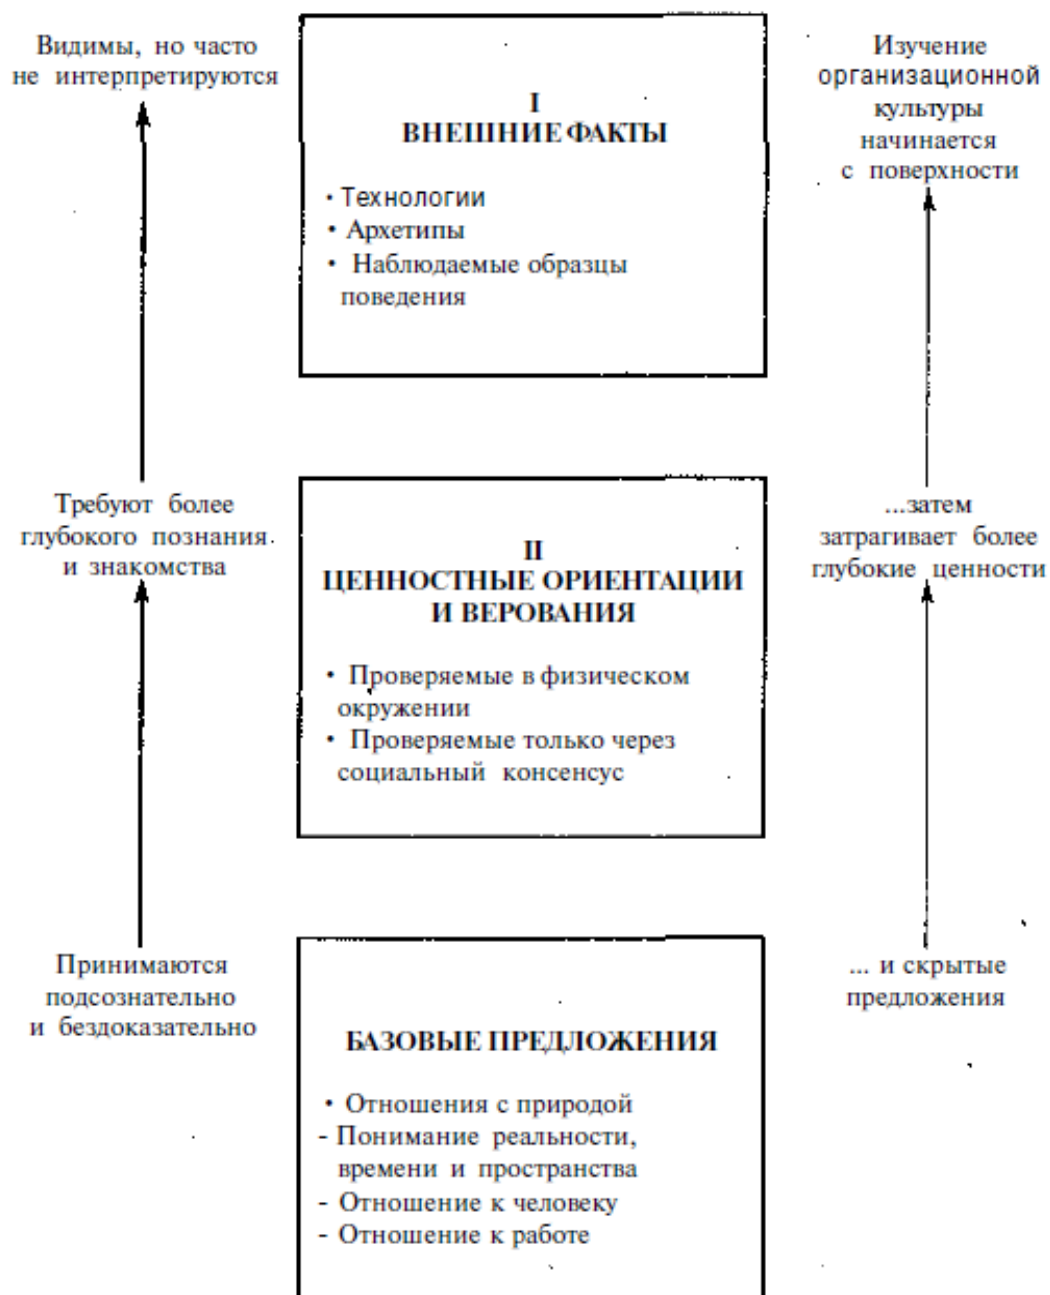 Видимы, но часто
не интерпретируются
I
ВНЕШНИЕ ФАКТЫ
• Технологии
• Архетипы
• Наблюдаемые образцы
поведения
Изучение
организационной
культуры
начинается
с поверхности
Требуют более
глубокого познания
и знакомства
II
ЦЕННОСТНЫЕ ОРИЕНТАЦИИ
И ВЕРОВАНИЯ
• Проверяемые в физическом
окружении
• Проверяемые только через
социальный консенсус
...затем
затрагивает более
глубокие ценности
Принимаются
подсознательно
и бездоказательно
БАЗОВЫЕ ПРЕДЛОЖЕНИЯ
• Отношения с природой
- Понимание реальности,
времени и пространства
- Отношение к человеку
- Отношение к работе
... и скрытые
предложения